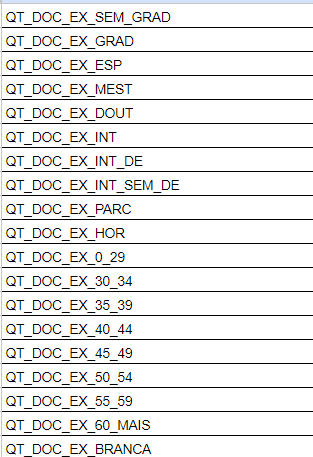 QT_DOC_EX_SEM_GRAD
QT_DOC_EX_GRAD
QT_DOC_EX_ESP
QT_DOC_EX_MEST
QT_DOC_EX_DOUT
QT_DOC_EX_INT
QT_DOC_EX_INT_DE
QT_DOC_EX_INT_SEM_DE
QT_DOC_EX_PARC
QT_DOC_EX_HOR
QT_DOC_EX_0_29
QT_DOC_EX_30_34
QT_DOC_EX_35_39
QT_DOC_EX_40_44
QT_DOC_EX_45_49
QT_DOC_EX_50_54
QT_DOC_EX_55_59
QT_DOC_EX_60_MAIS
QT_DOC_EX_BRANCA